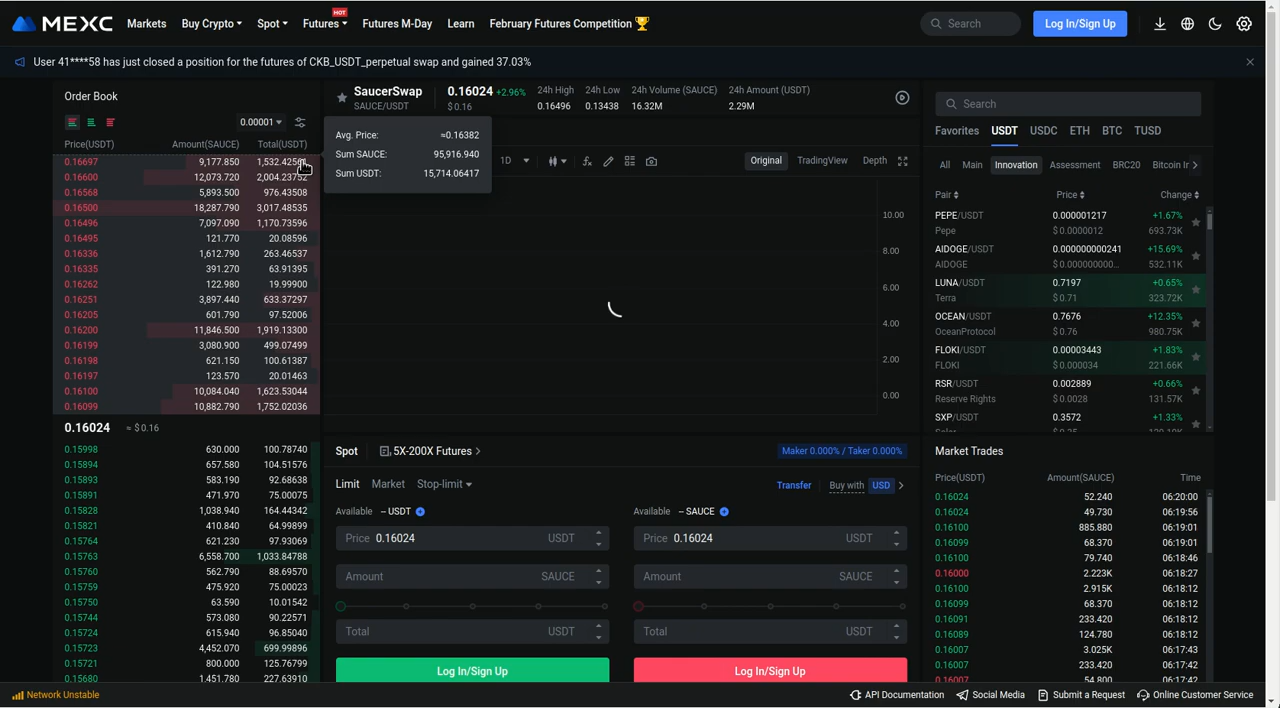 MEXC Markets Buy Crypto Spot Futures HOT Futures M-Day Learn February Futures Competition Search Log In/Sign Up
User 41****58 has just closed a position for the futures of CKB_USDT_perpetual swap and gained 37.03%
Order Book
0.00001
Price(USDT) Amount(SAUCE) Total(USDT)
0.16697 9,177.850
0.16600 12,073.720 2,004.23752
0.16568 5,893.500 976.43508
0.16500 18,287.790 3,017.48535
0.16496 7,097.090 1,170.73596
0.16495 121.770 20.08596
0.16336 1,612.790 263.46537
0.16335 391.270 63.91395
0.16262 122.980 19.99900
0.16251 3,897.440 633.37297
0.16205 601.790 97.52006
0.16200 11,846.500 1,919.13300
0.16199 3,080.900 499.07499
0.16198 621.150 100.61387
0.16197 123.570 20.01463
0.16100 10,084.040 1,623.53044
0.16099 10,882.790 1,752.02036
0.16024 ≈ $ 0.16
0.15998 630.000 100.78740
0.15894 657.580 104.51576
0.15893 583.190 92.68638
0.15891 471.970 75.00075
0.15828 1,038.940 164.44342
0.15821 410.840 64.99899
0.15764 621.230 97.93069
0.15763 6,558.700 1,033.84788
0.15760 562.790 88.69570
0.15759 475.920 75.00023
0.15750 63.590 10.01542
0.15744 573.080 90.22571
0.15724 615.940 96.85040
0.15723 4,452.070 699.99896
0.15721 800.000 125.76799
0.15680 1,451.780 227.63910
SaucerSwap 0.16024 +2.96% 24h High 24h Low 24h Volume (SAUCE) 24h Amount (USDT)
SAUCE/USDT $ 0.16 0.16496 0.13438 16.32M 2.29M
Avg. Price: ≈0.16382
Sum SAUCE: 95,916.940
Sum USDT: 15,714.06417
1D Original TradingView Depth
10.00
8.00
6.00
4.00
2.00
0.00
Spot 5X-200X Futures Maker 0.000% / Taker 0.000%
Limit Market Stop-limit Transfer Buy with USD
Available – USDT Available – SAUCE
Price 0.16024 USDT Price 0.16024 USDT
Amount SAUCE Amount SAUCE
Total USDT Total USDT
Log In/Sign Up Log In/Sign Up
Search
Favorites USDT USDC ETH BTC TUSD
All Main Innovation Assessment BRC20 Bitcoin
Pair Price Change
PEPE/USDT 0.000001217 +1.67%
Pepe $ 0.0000012 693.73K
AIDOGE/USDT 0.000000000241 +15.69%
AIDOGE $ 0.000000000... 532.11K
LUNA/USDT 0.7197 +0.65%
Terra $ 0.71 323.72K
OCEAN/USDT 0.7676 +12.35%
OceanProtocol $ 0.76 980.75K
FLOKI/USDT 0.00003443 +1.83%
FLOKI $ 0.000034 221.66K
RSR/USDT 0.002889 +0.66%
Reserve Rights $ 0.0028 131.57K
SXP/USDT 0.3572 +1.33%
Market Trades
Price(USDT) Amount(SAUCE) Time
0.16024 52.240 06:20:00
0.16024 49.730 06:19:56
0.16100 885.880 06:19:01
0.16099 68.370 06:19:01
0.16100 79.740 06:18:46
0.16000 2.223K 06:18:27
0.16100 2.915K 06:18:12
0.16099 68.370 06:18:12
0.16091 233.420 06:18:12
0.16089 124.780 06:18:12
0.16007 3.025K 06:17:43
0.16007 233.420 06:17:42
0.16007 54.800 06:17:42
Network Unstable API Documentation Social Media Submit a Request Online Customer Service